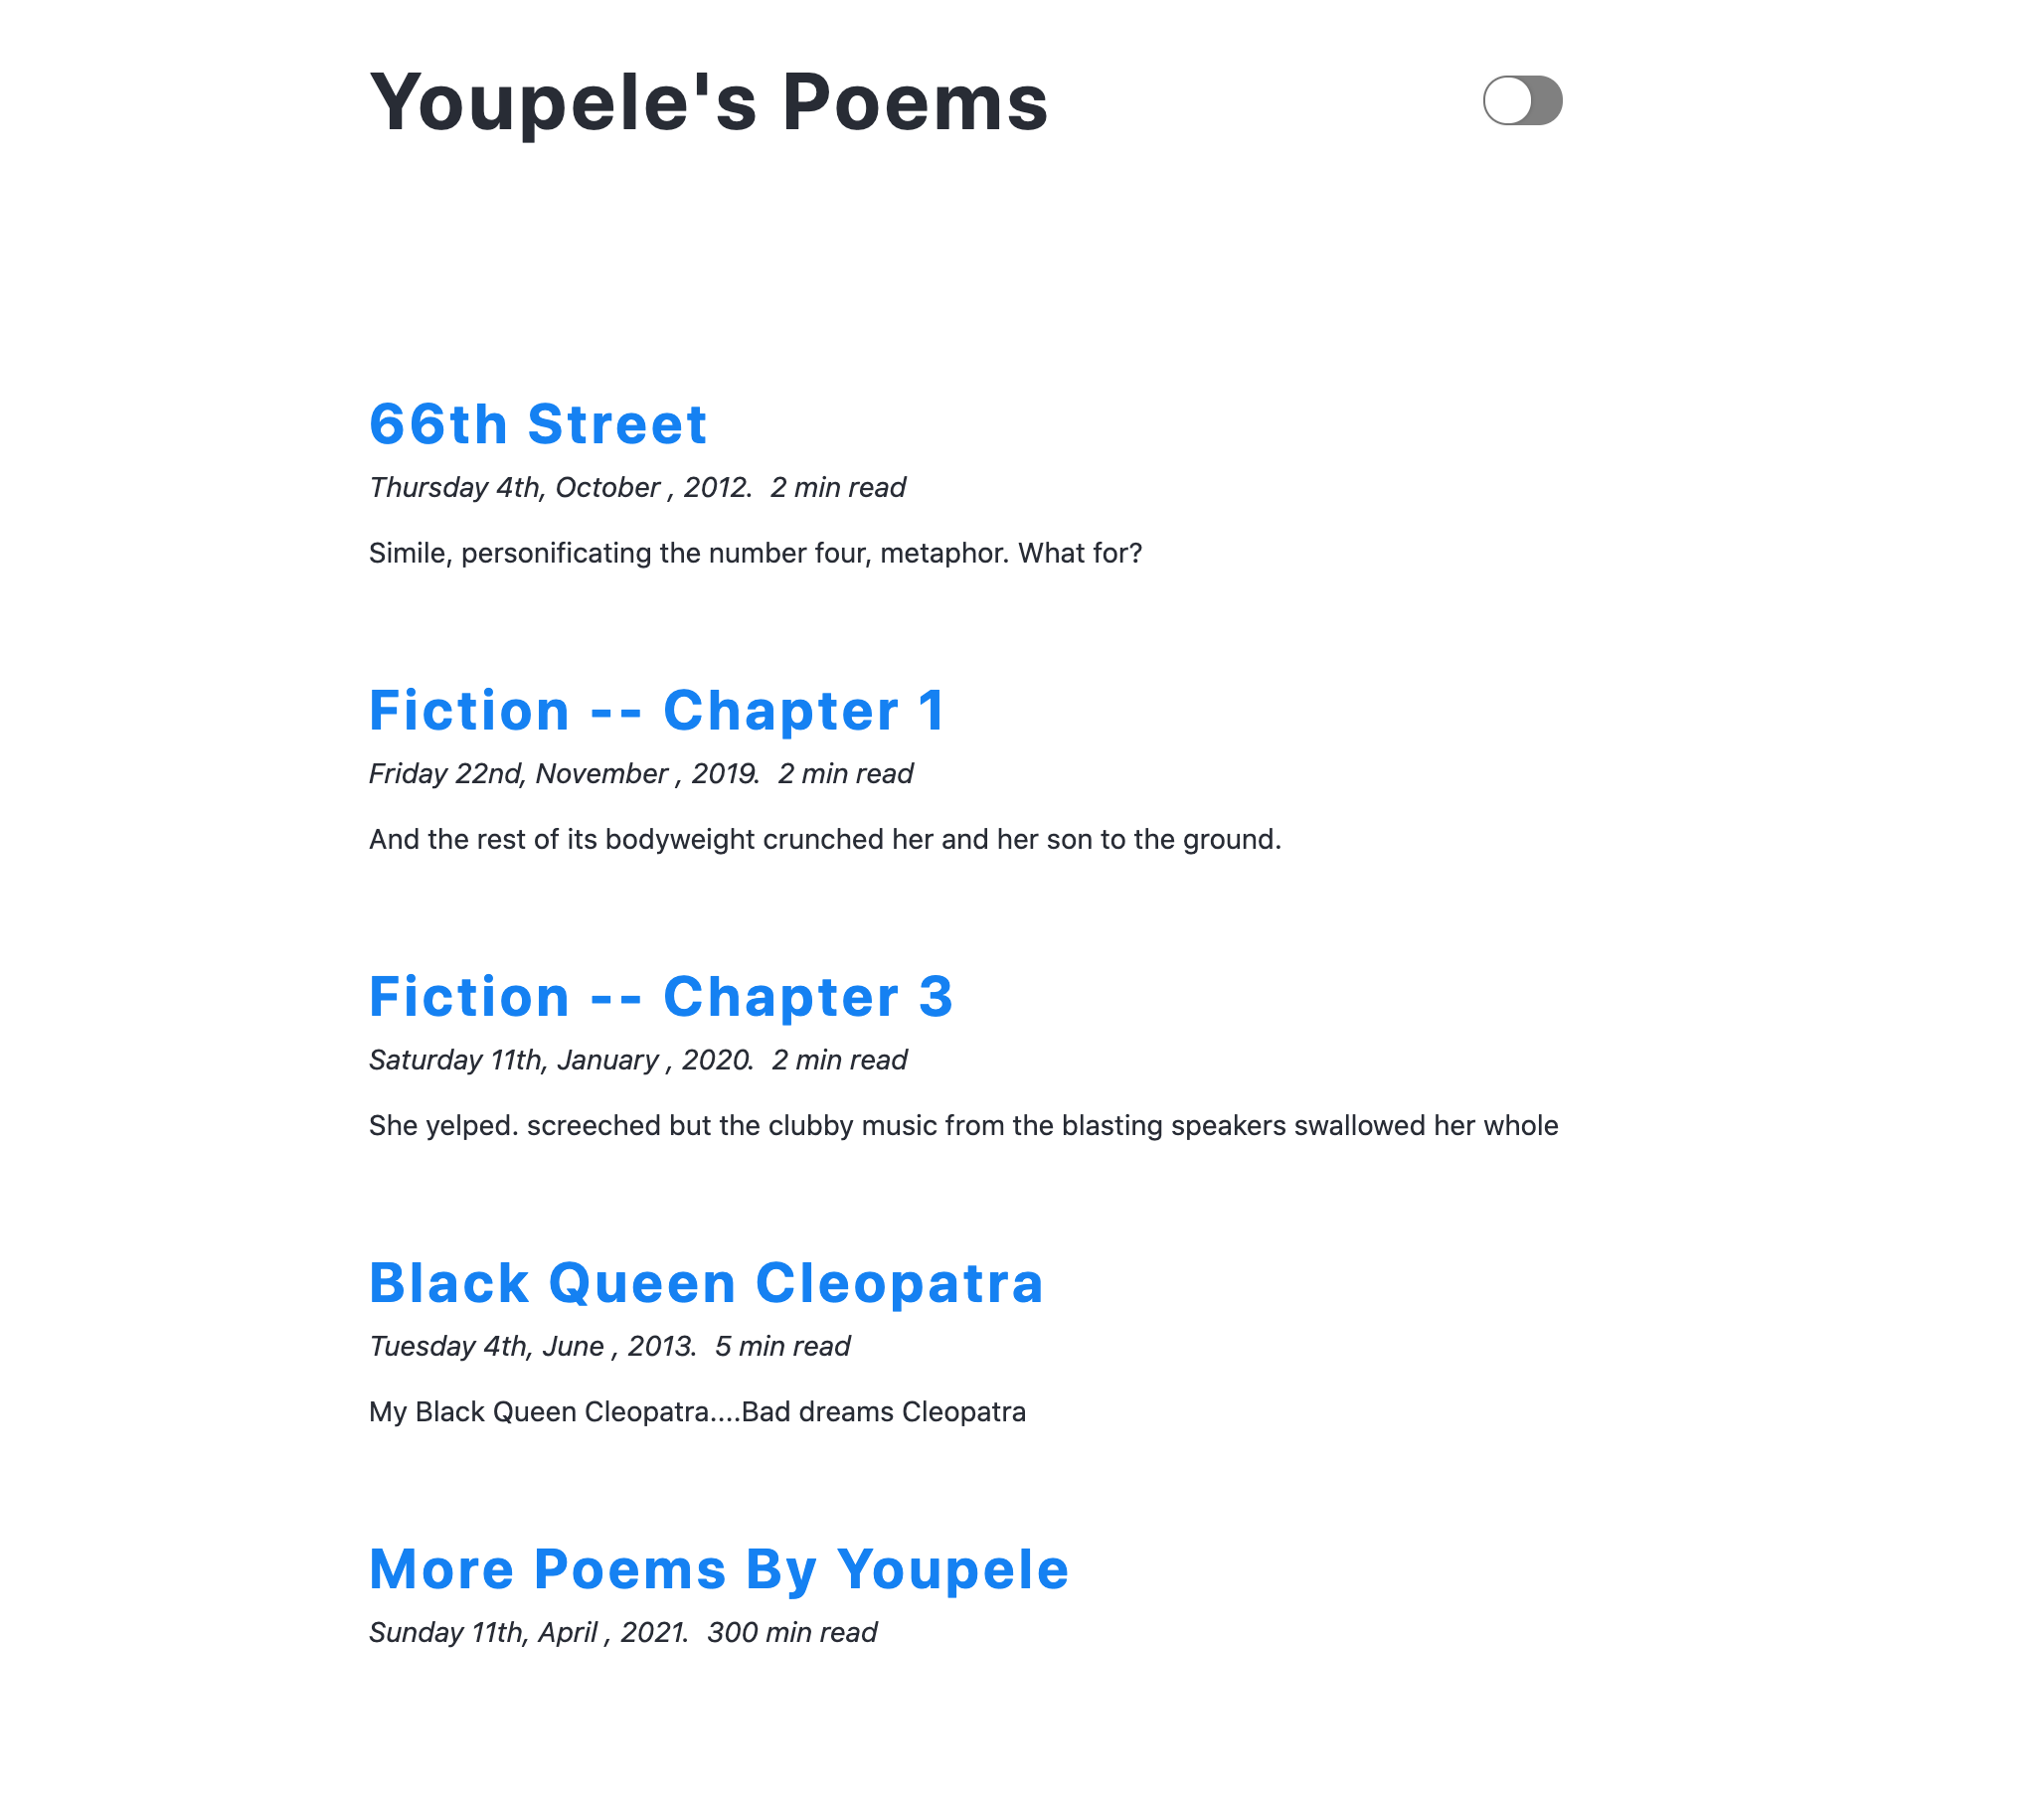 Youpele's Poems
66th Street
Thursday 4th, October , 2012. 2 min read
Simile, personificating the number four, metaphor. What for?
Fiction -- Chapter 1
Friday 22nd, November , 2019. 2 min read
And the rest of its bodyweight crunched her and her son to the ground.
Fiction -- Chapter 3
Saturday 11th, January , 2020. 2 min read
She yelped. screeched but the clubby music from the blasting speakers swallowed her whole
Black Queen Cleopatra
Tuesday 4th, June , 2013. 5 min read
My Black Queen Cleopatra....Bad dreams Cleopatra
More Poems By Youpele
Sunday 11th, April , 2021. 300 min read